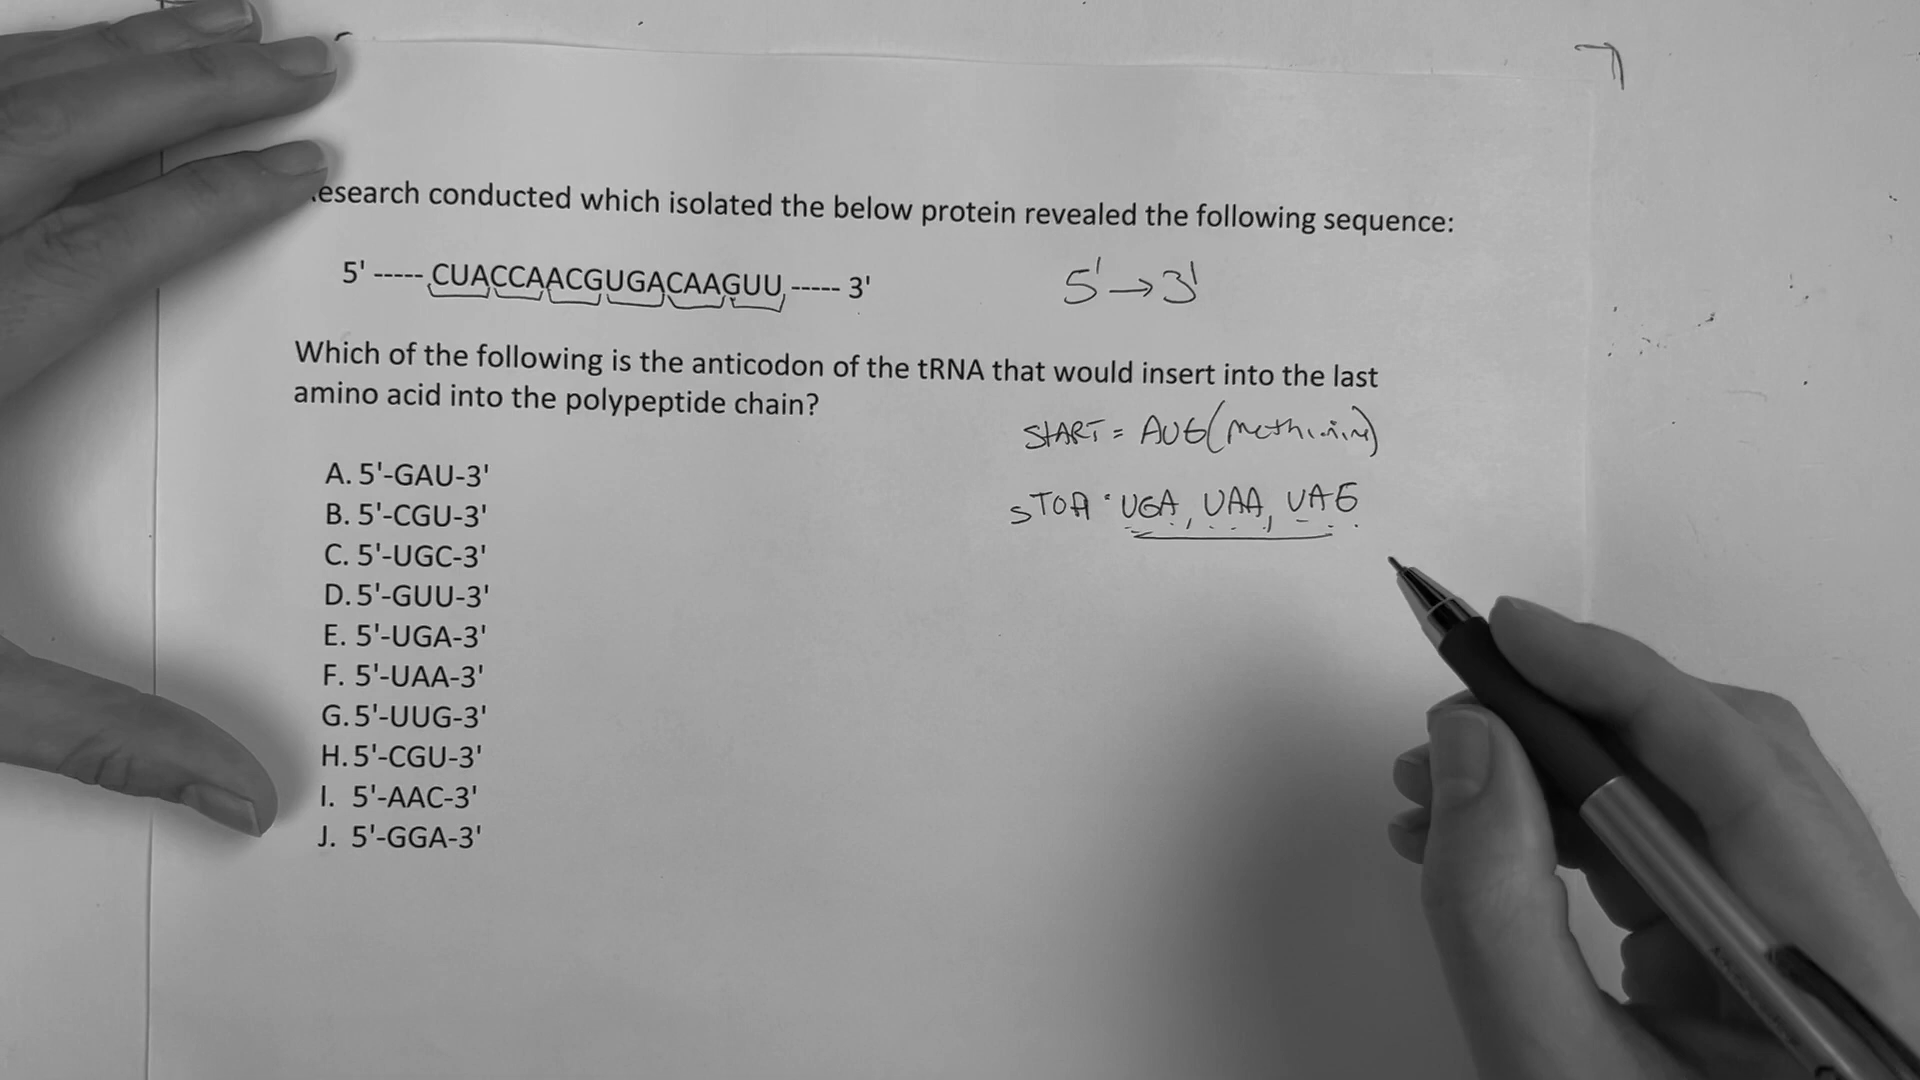 esearch conducted which isolated the below protein revealed the following sequence:
5' ----- CUACCAACGUGACAAGUU ----- 3'
5' → 3'
Which of the following is the anticodon of the tRNA that would insert into the last
amino acid into the polypeptide chain?
START = AUG (Methionine)
STOP: UGA, UAA, UAG
A. 5'-GAU-3'
B. 5'-CGU-3'
C. 5'-UGC-3'
D. 5'-GUU-3'
E. 5'-UGA-3'
F. 5'-UAA-3'
G. 5'-UUG-3'
H. 5'-CGU-3'
I. 5'-AAC-3'
J. 5'-GGA-3'